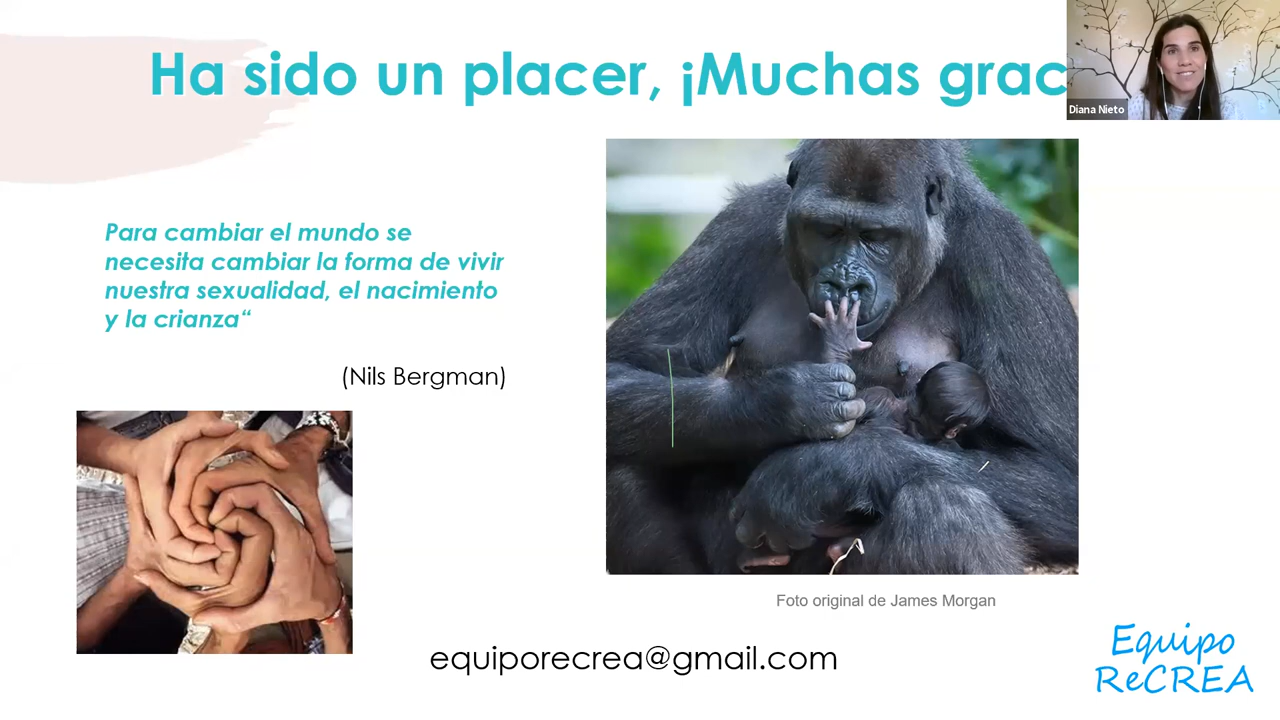 Ha sido un placer, ¡Muchas grac
Diana Nieto
Para cambiar el mundo se
necesita cambiar la forma de vivir
nuestra sexualidad, el nacimiento
y la crianza“
(Nils Bergman)
Foto original de James Morgan
equiporecrea@gmail.com
Equipo
ReCREA